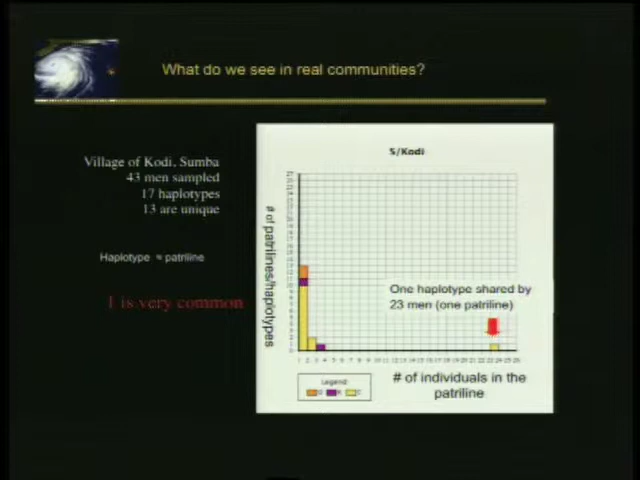 What do we see in real communities?
Village of Kodi, Sumba
43 men sampled
17 haplotypes
13 are unique
Haplotype = patriline
1 is very common
S/Kodi
# of patrilines/haplotypes
One haplotype shared by
23 men (one patriline)
# of individuals in the
patriline
Legend